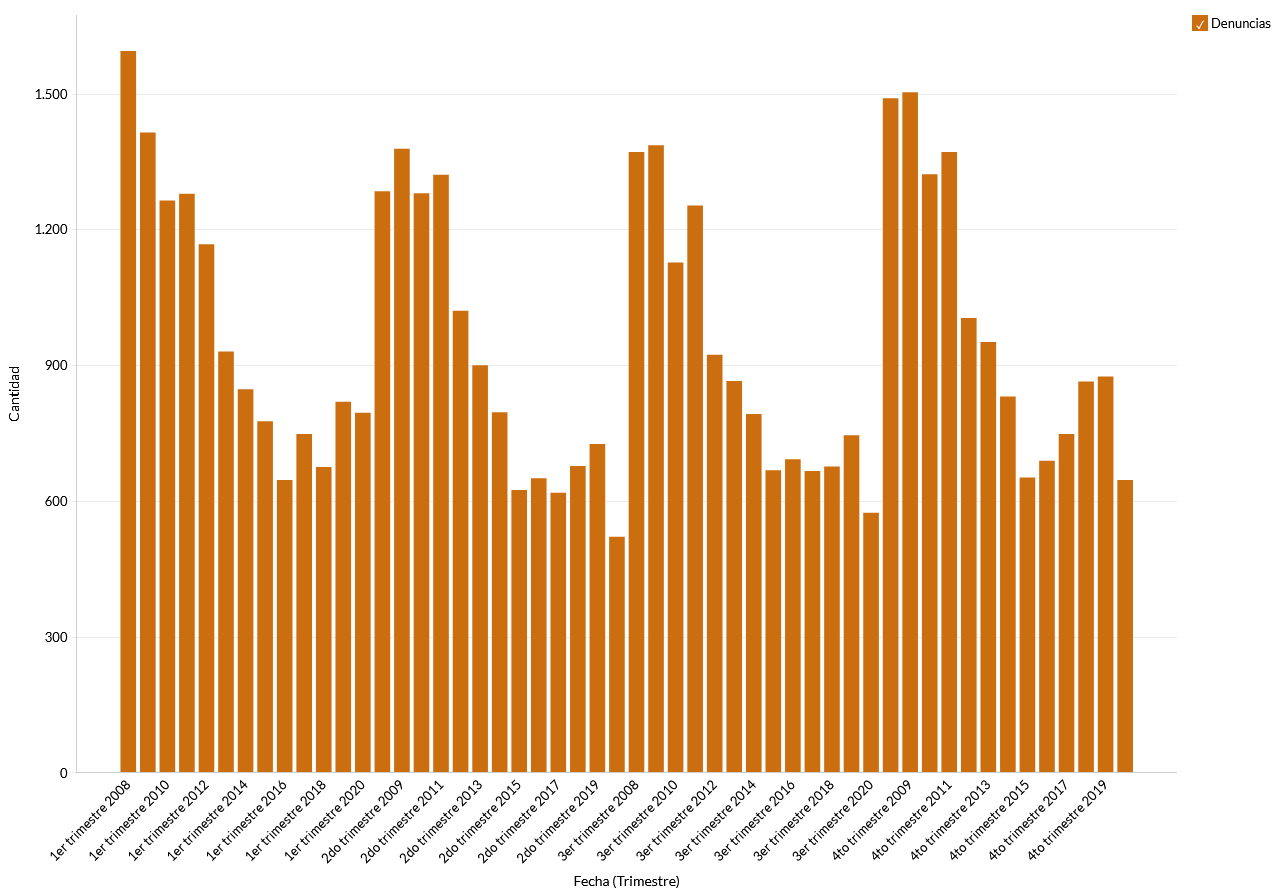 Denuncias
1.500
1.200
900
600
300
0
Cantidad
1er trimestre 2008
1er trimestre 2010
1er trimestre 2012
1er trimestre 2014
1er trimestre 2016
1er trimestre 2018
1er trimestre 2020
2do trimestre 2009
2do trimestre 2011
2do trimestre 2013
2do trimestre 2015
2do trimestre 2017
2do trimestre 2019
3er trimestre 2008
3er trimestre 2010
3er trimestre 2012
3er trimestre 2014
3er trimestre 2016
3er trimestre 2018
3er trimestre 2020
4to trimestre 2009
4to trimestre 2011
4to trimestre 2013
4to trimestre 2015
4to trimestre 2017
4to trimestre 2019
Fecha (Trimestre)